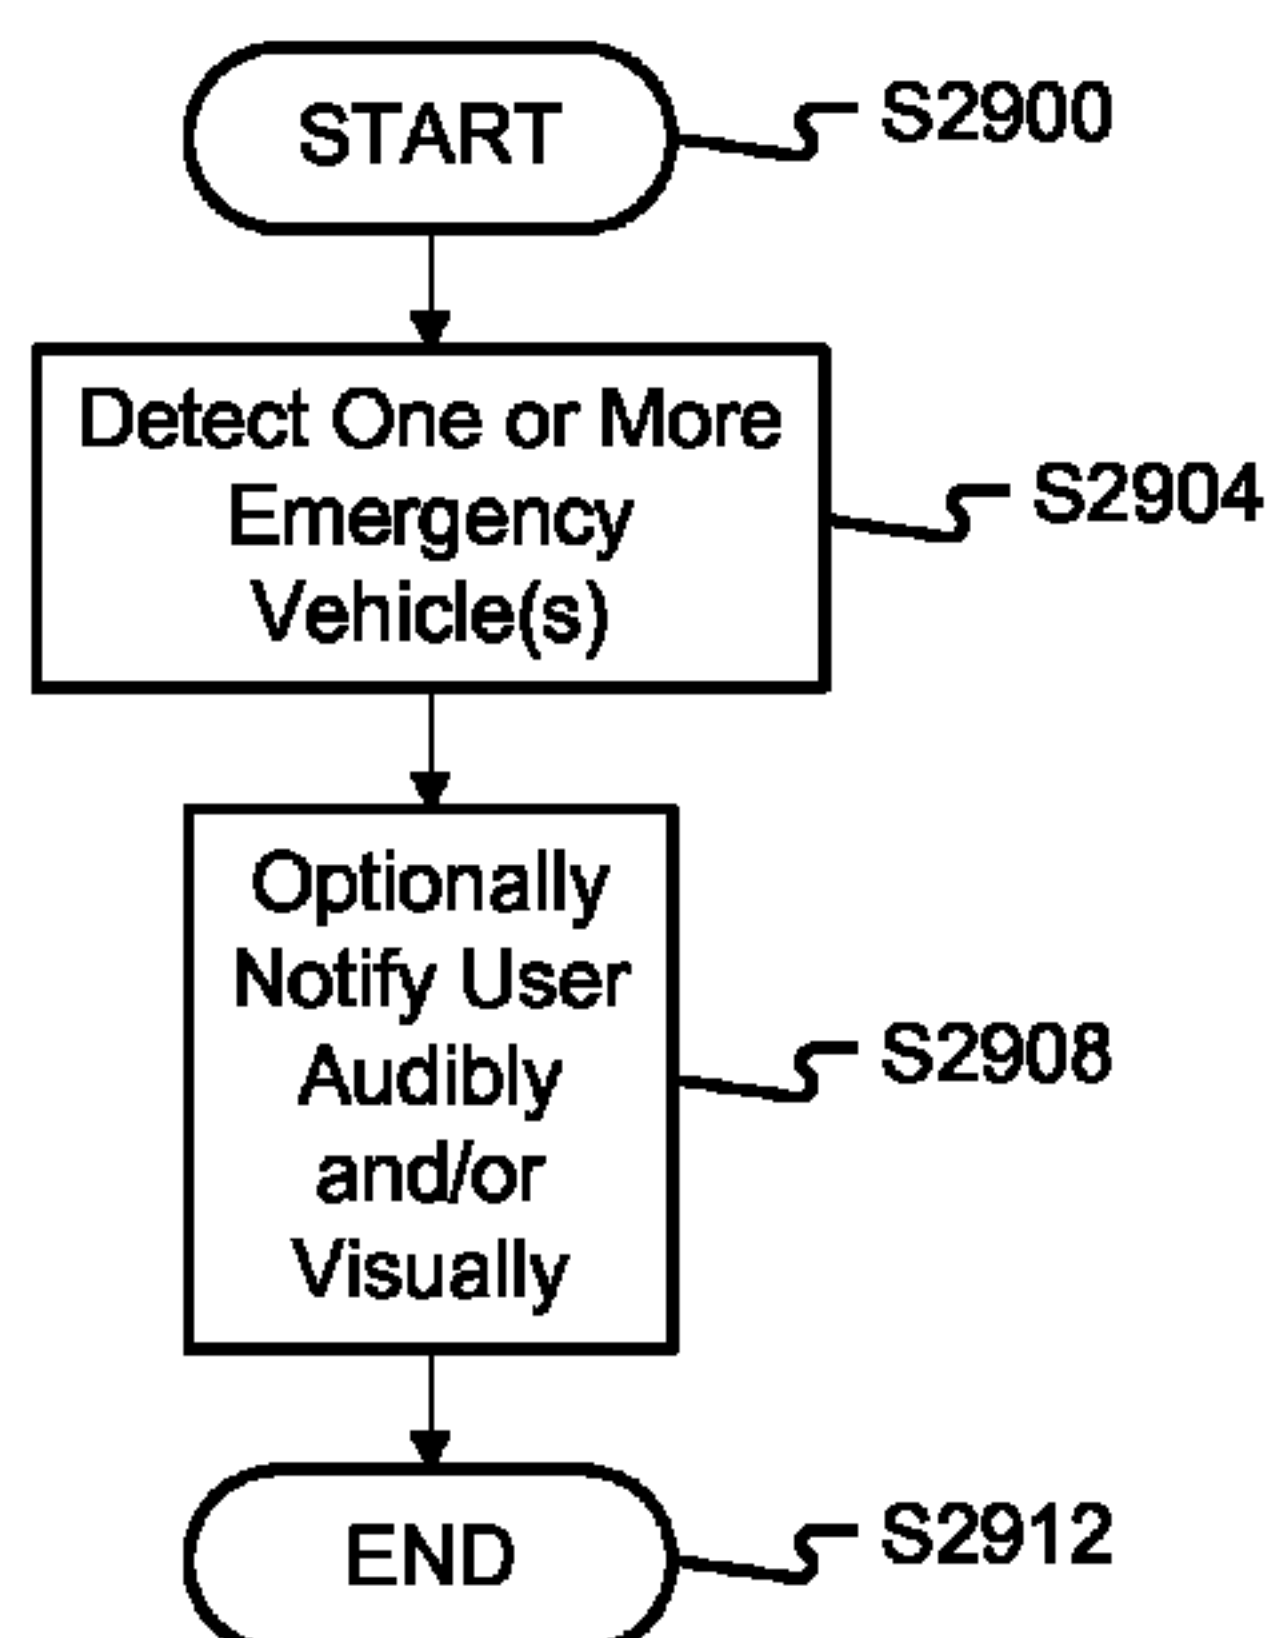 START
S2900
Detect One or More
Emergency
Vehicle(s)
S2904
Optionally
Notify User
Audibly
and/or
Visually
S2908
END
S2912